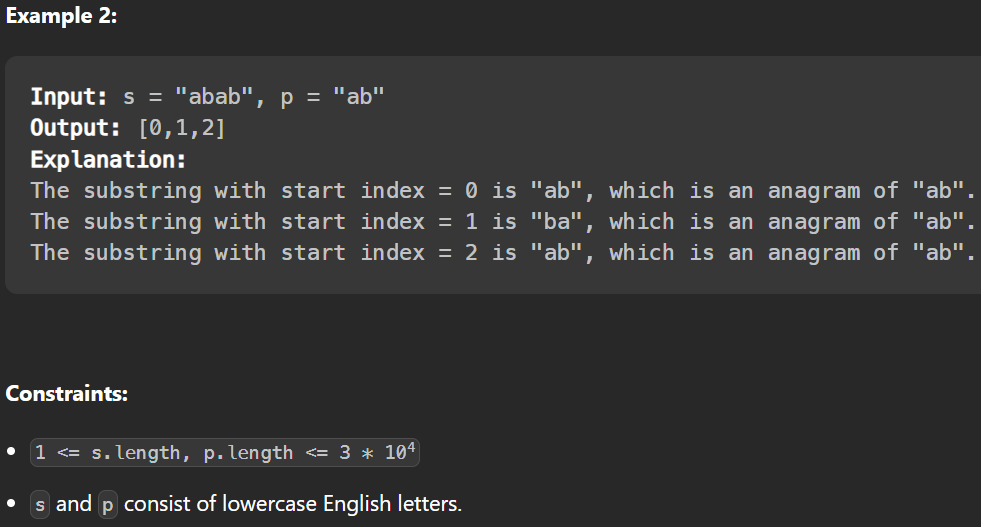 Example 2:
Input: s = "abab", p = "ab"
Output: [0,1,2]
Explanation:
The substring with start index = 0 is "ab", which is an anagram of "ab".
The substring with start index = 1 is "ba", which is an anagram of "ab".
The substring with start index = 2 is "ab", which is an anagram of "ab".
Constraints:
• 1 <= s.length, p.length <= 3 * 10⁴
• s and p consist of lowercase English letters.